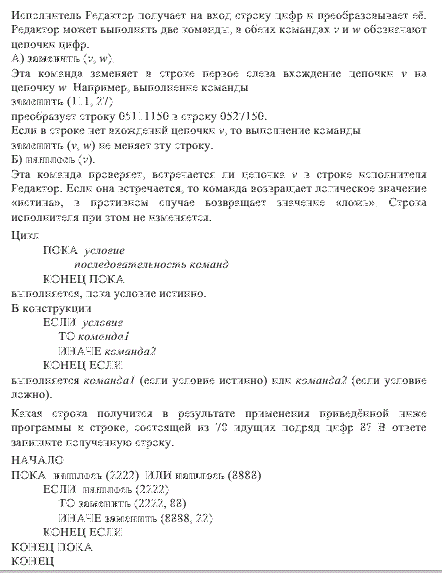 Исполнитель Редактор получает на вход строку цифр и преобразовывает её.
Редактор может выполнять две команды, в обеих командах v и w обозначают
цепочки цифр.
А) заменить (v, w).
Эта команда заменяет в строке первое слева вхождение цепочки v на
цепочку w. Например, выполнение команды
заменить (111, 27)
преобразует строку 05111150 в строку 0527150.
Если в строке нет вхождений цепочки v, то выполнение команды
заменить (v, w) не меняет эту строку.
Б) нашлось (v).
Эта команда проверяет, встречается ли цепочка v в строке исполнителя
Редактор. Если она встречается, то команда возвращает логическое значение
«истина», в противном случае возвращает значение «ложь». Строка
исполнителя при этом не изменяется.
Цикл
ПОКА условие
последовательность команд
КОНЕЦ ПОКА
выполняется, пока условие истинно.
В конструкции
ЕСЛИ условие
ТО команда1
ИНАЧЕ команда2
КОНЕЦ ЕСЛИ
выполняется команда1 (если условие истинно) или команда2 (если условие
ложно).
Какая строка получится в результате применения приведённой ниже
программы к строке, состоящей из 70 идущих подряд цифр 8? В ответе
запишите полученную строку.
НАЧАЛО
ПОКА нашлось (2222) ИЛИ нашлось (8888)
ЕСЛИ нашлось (2222)
ТО заменить (2222, 88)
ИНАЧЕ заменить (8888, 22)
КОНЕЦ ЕСЛИ
КОНЕЦ ПОКА
КОНЕЦ